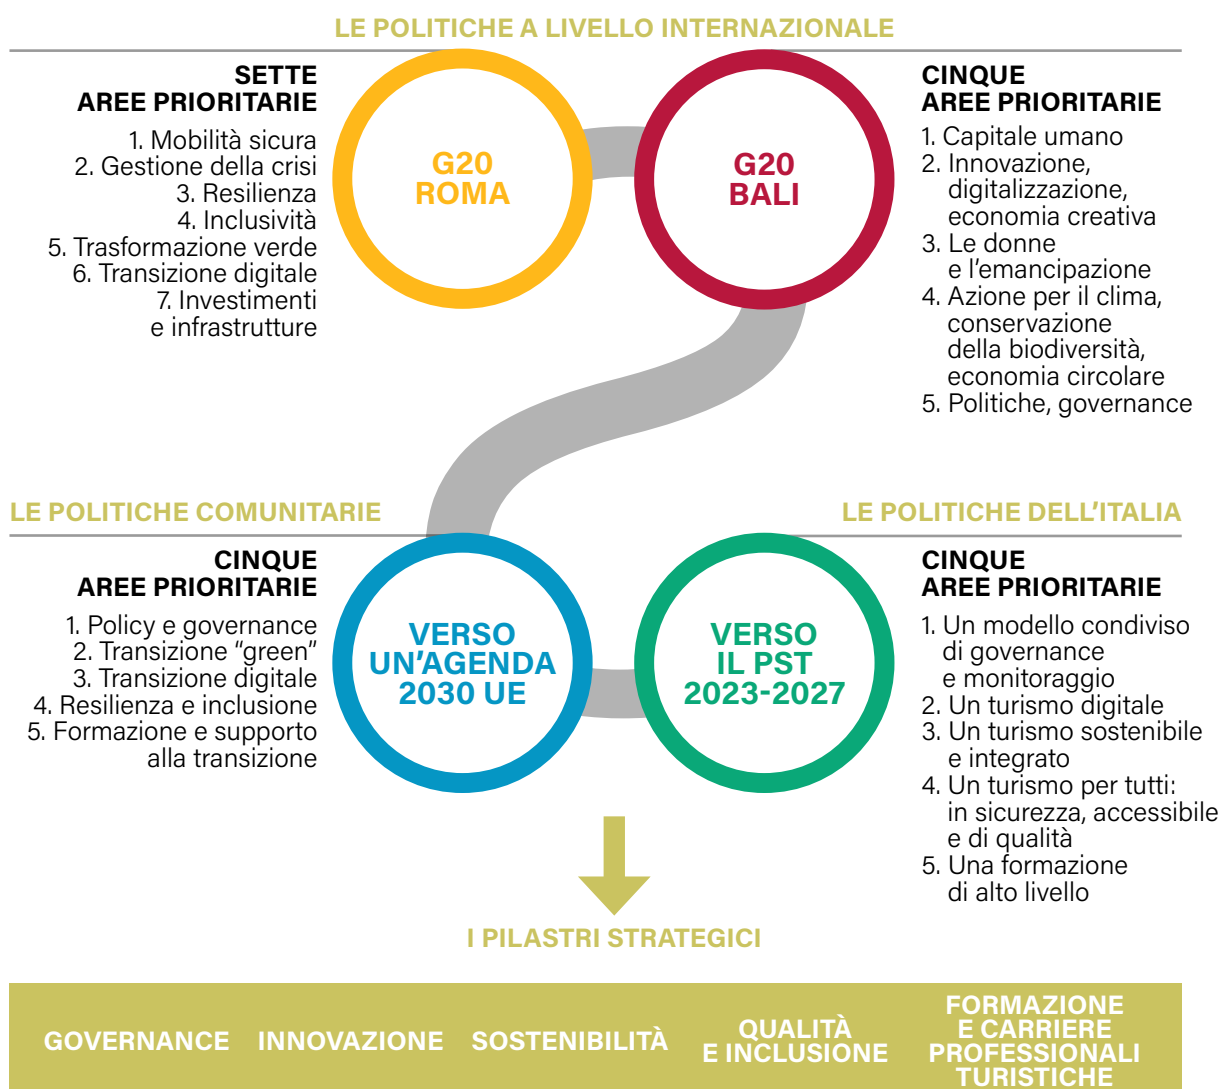 LE POLITICHE A LIVELLO INTERNAZIONALE
SETTE
AREE PRIORITARIE
1. Mobilità sicura
2. Gestione della crisi
3. Resilienza
4. Inclusività
5. Trasformazione verde
6. Transizione digitale
7. Investimenti
e infrastrutture
G20
ROMA
G20
BALI
CINQUE
AREE PRIORITARIE
1. Capitale umano
2. Innovazione,
digitalizzazione,
economia creativa
3. Le donne
e l'emancipazione
4. Azione per il clima,
conservazione
della biodiversità,
economia circolare
5. Politiche, governance
LE POLITICHE COMUNITARIE
CINQUE
AREE PRIORITARIE
1. Policy e governance
2. Transizione “green”
3. Transizione digitale
4. Resilienza e inclusione
5. Formazione e supporto
alla transizione
VERSO
UN'AGENDA
2030 UE
VERSO
IL PST
2023-2027
LE POLITICHE DELL'ITALIA
CINQUE
AREE PRIORITARIE
1. Un modello condiviso
di governance
e monitoraggio
2. Un turismo digitale
3. Un turismo sostenibile
e integrato
4. Un turismo per tutti:
in sicurezza, accessibile
e di qualità
5. Una formazione
di alto livello
I PILASTRI STRATEGICI
GOVERNANCE
INNOVAZIONE
SOSTENIBILITÀ
QUALITÀ
E INCLUSIONE
FORMAZIONE
E CARRIERE
PROFESSIONALI
TURISTICHE